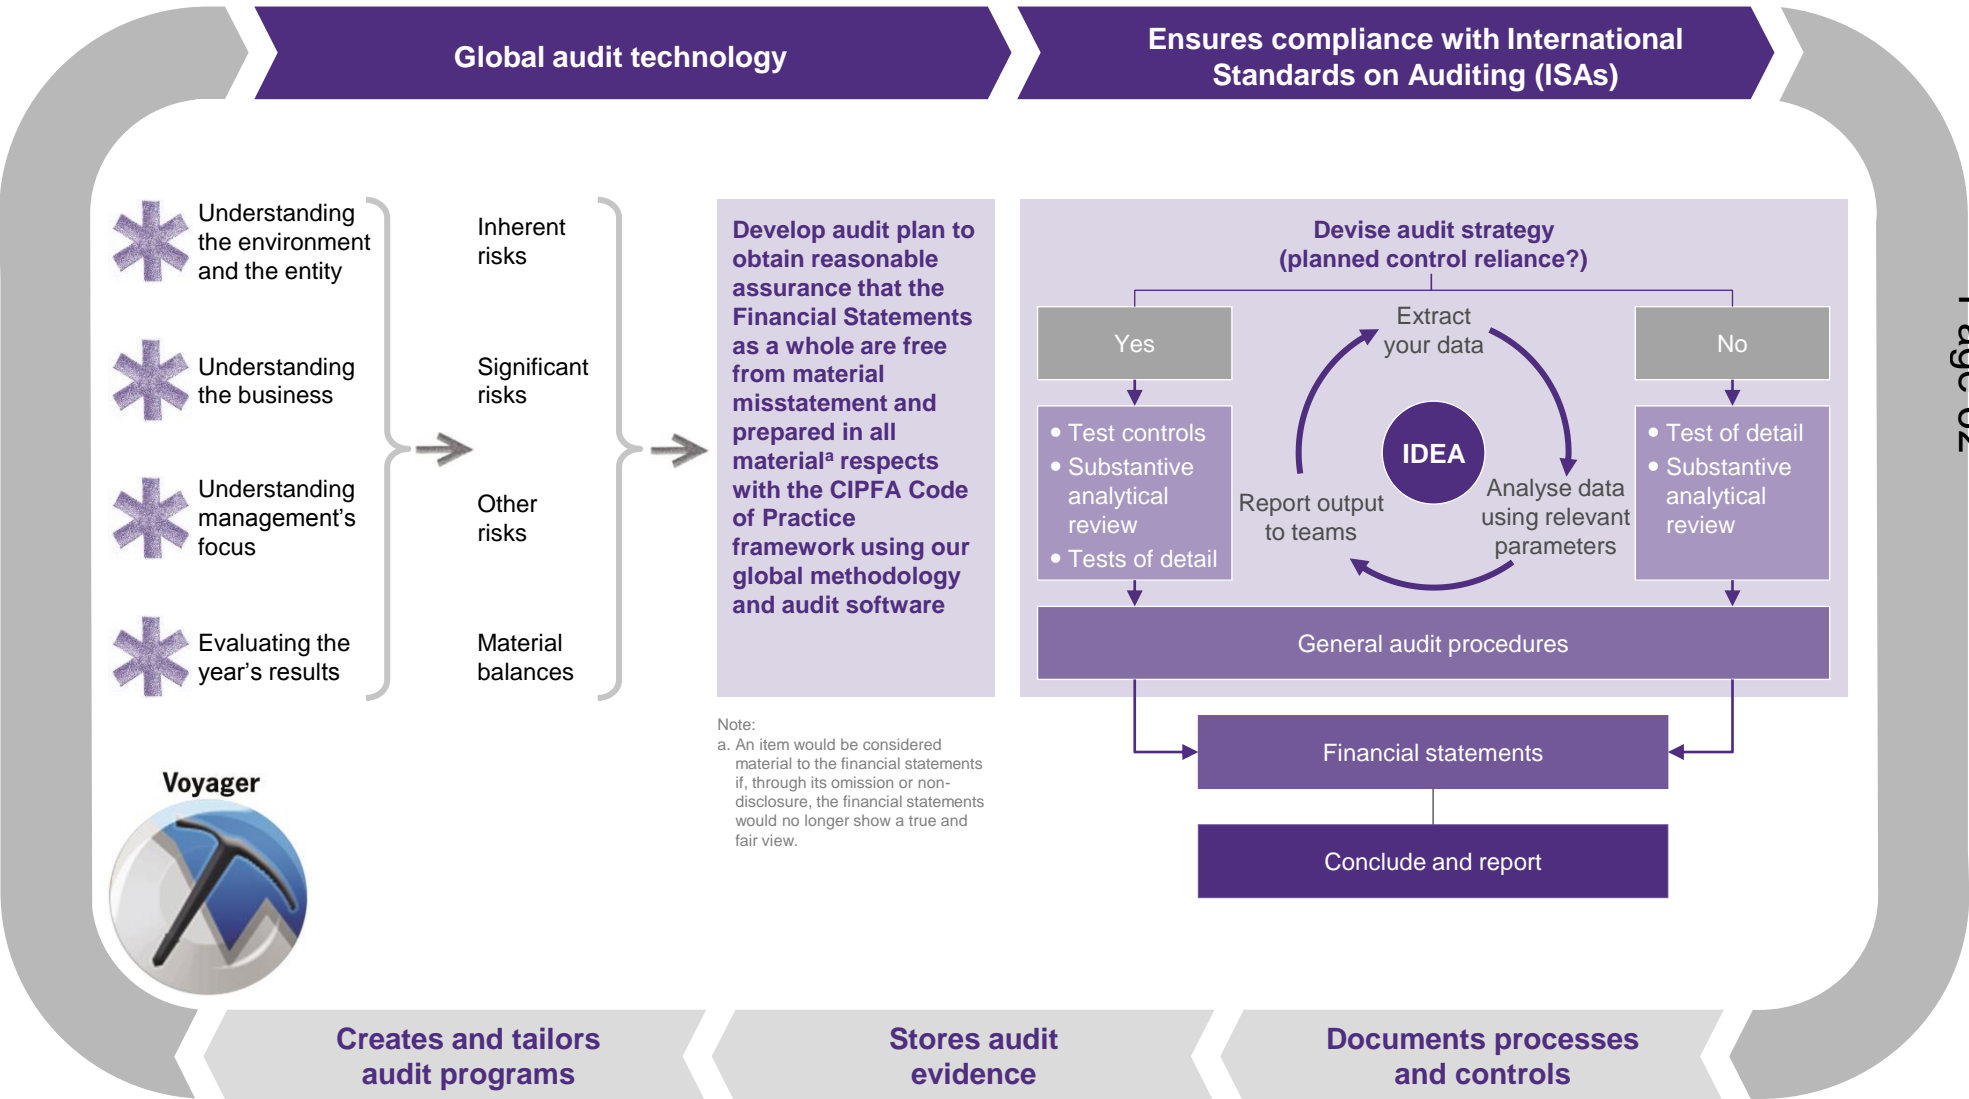 Global audit technology
Ensures compliance with International
Standards on Auditing (ISAs)
Understanding
the environment
and the entity
Understanding
the business
Understanding
management’s
focus
Evaluating the
year’s results
Inherent
risks
Significant
risks
Other
risks
Material
balances
Develop audit plan to
obtain reasonable
assurance that the
Financial Statements
as a whole are free
from material
misstatement and
prepared in all
materialᵃ respects
with the CIPFA Code
of Practice
framework using our
global methodology
and audit software
Note:
a. An item would be considered
material to the financial statements
if, through its omission or non-
disclosure, the financial statements
would no longer show a true and
fair view.
Devise audit strategy
(planned control reliance?)
Yes
• Test controls
• Substantive
analytical
review
• Tests of detail
Extract
your data
IDEA
Analyse data
using relevant
parameters
Report output
to teams
No
• Test of detail
• Substantive
analytical
review
General audit procedures
Financial statements
Conclude and report
Voyager
Creates and tailors
audit programs
Stores audit
evidence
Documents processes
and controls